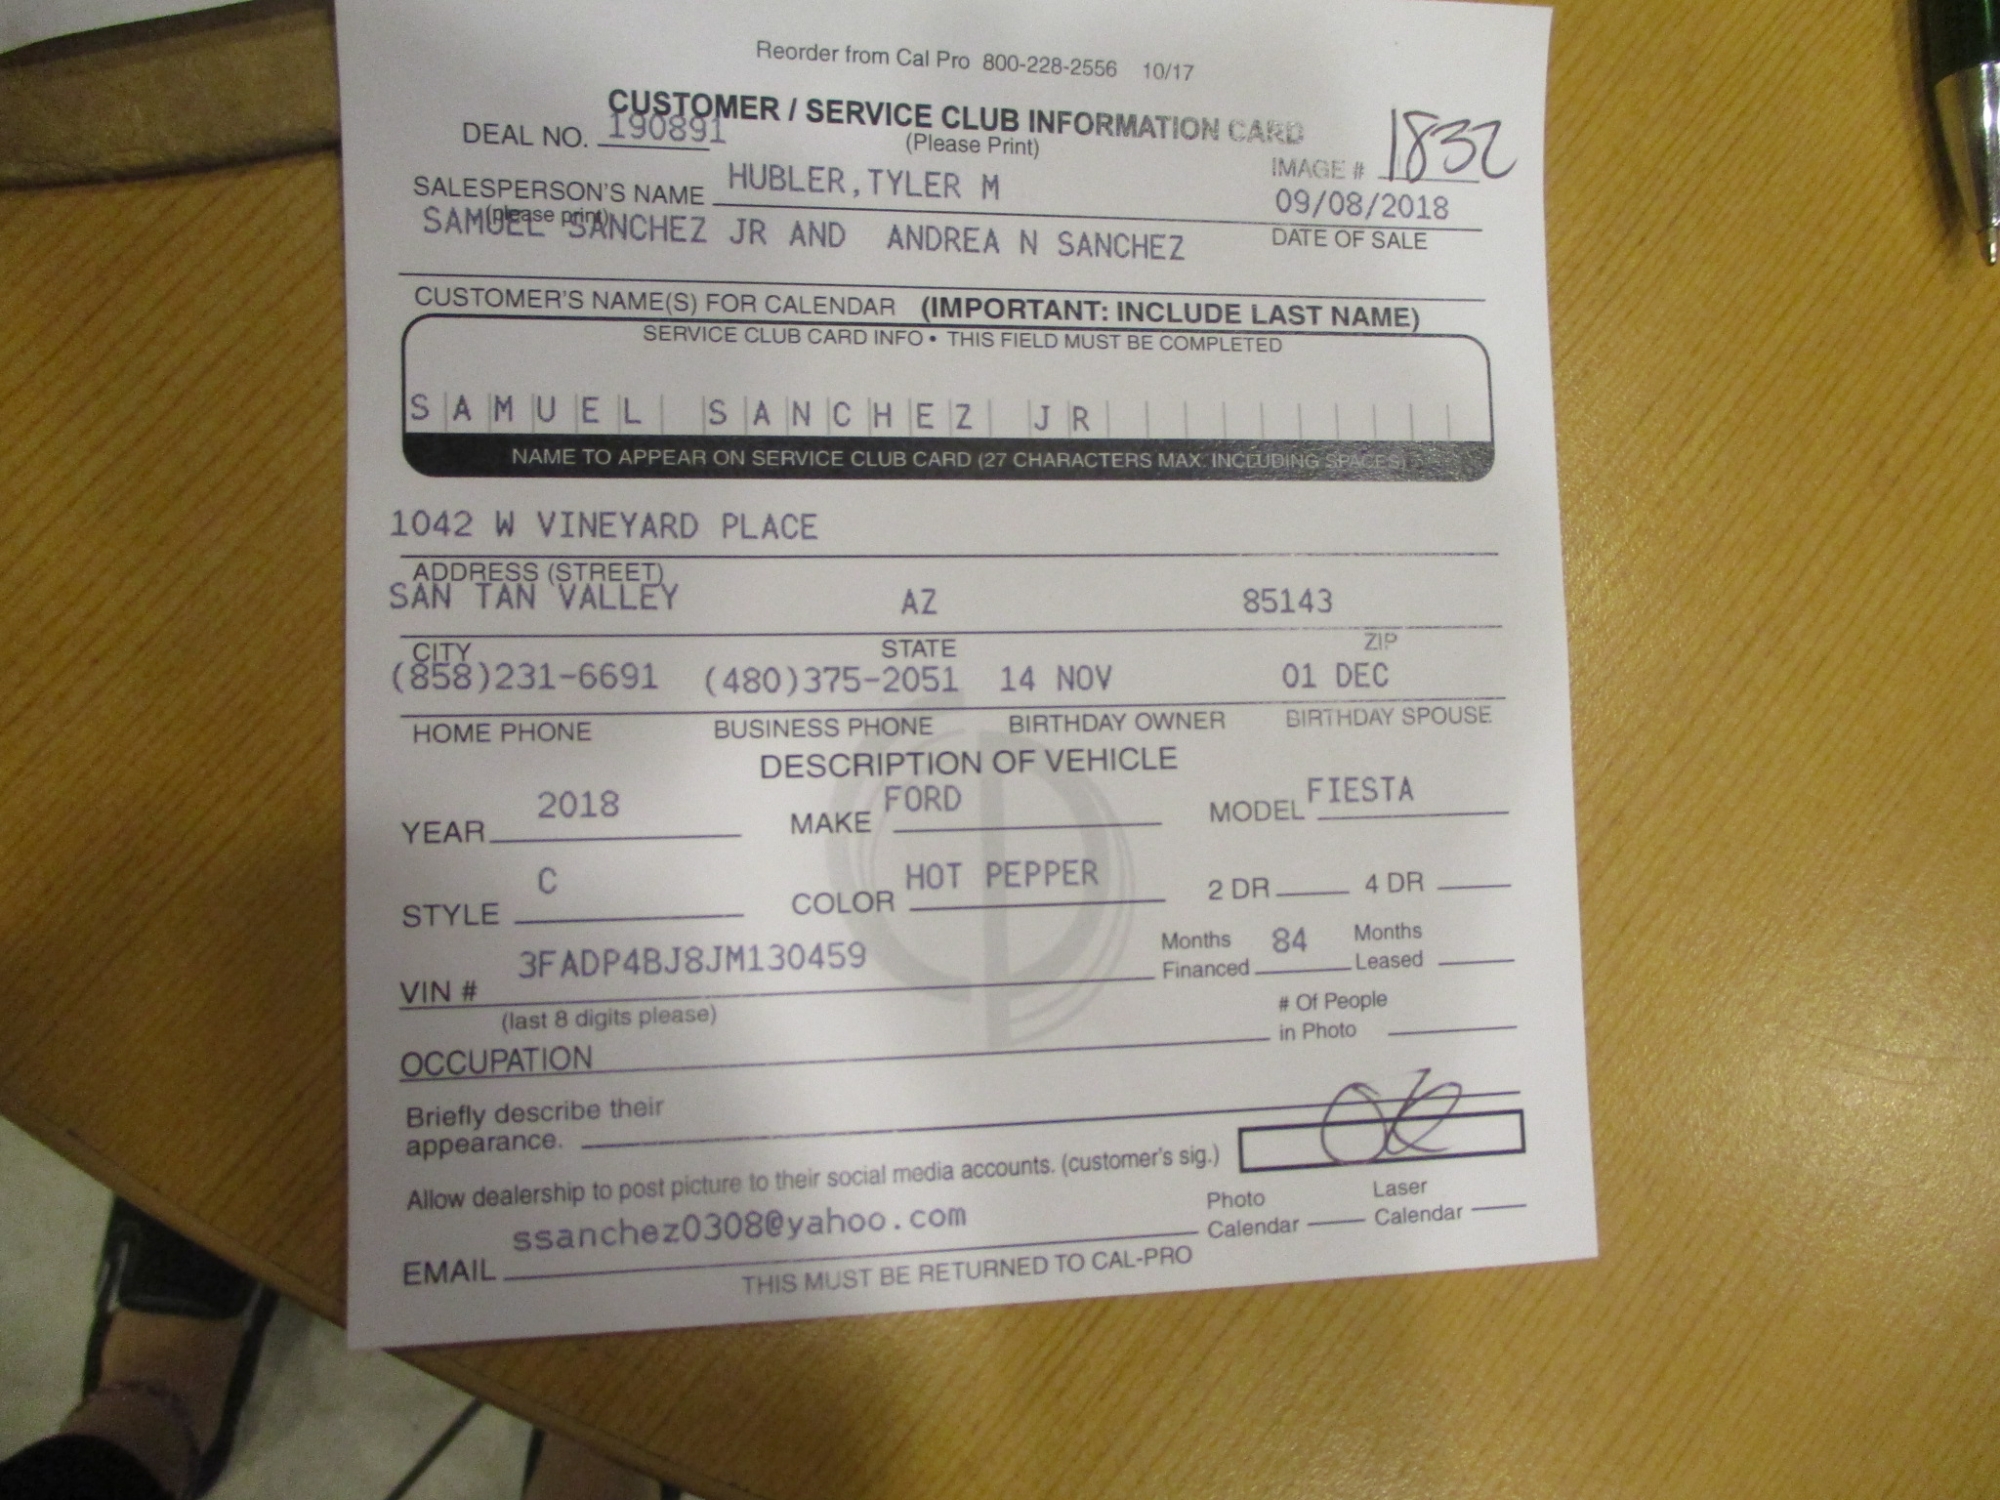 Reorder from Cal Pro 800-228-2556 10/17
CUSTOMER / SERVICE CLUB INFORMATION CARD
DEAL NO. 190891 (Please Print) IMAGE # 1832
SALESPERSON'S NAME HUBLER,TYLER M 09/08/2018
(please print) DATE OF SALE
SAMUEL SANCHEZ JR AND ANDREA N SANCHEZ
CUSTOMER'S NAME(S) FOR CALENDAR (IMPORTANT: INCLUDE LAST NAME)
SERVICE CLUB CARD INFO • THIS FIELD MUST BE COMPLETED
SAMUEL SANCHEZ JR
NAME TO APPEAR ON SERVICE CLUB CARD (27 CHARACTERS MAX. INCLUDING SPACES)
1042 W VINEYARD PLACE
ADDRESS (STREET)
SAN TAN VALLEY AZ 85143
CITY STATE ZIP
(858)231-6691 (480)375-2051 14 NOV 01 DEC
HOME PHONE BUSINESS PHONE BIRTHDAY OWNER BIRTHDAY SPOUSE
DESCRIPTION OF VEHICLE
YEAR 2018 MAKE FORD MODEL FIESTA
STYLE C COLOR HOT PEPPER 2 DR 4 DR
VIN # 3FADP4BJ8JM130459 Months Financed 84 Months Leased
(last 8 digits please) # Of People in Photo
OCCUPATION
Briefly describe their
appearance.
Allow dealership to post picture to their social media accounts. (customer's sig.)
Photo Calendar Laser Calendar
EMAIL ssanchez0308@yahoo.com
THIS MUST BE RETURNED TO CAL-PRO